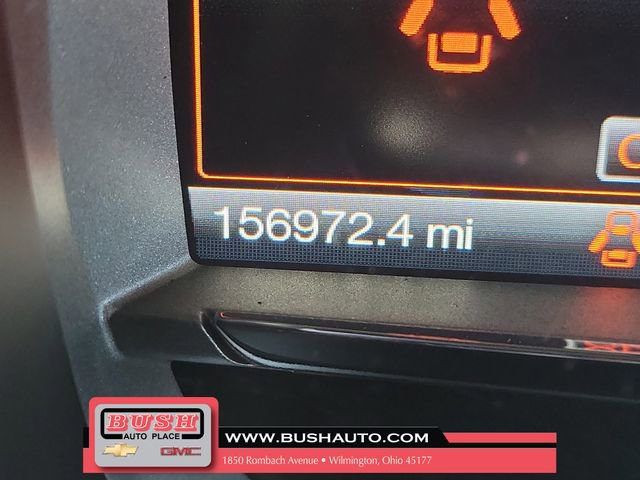 156972.4 mi
BUSH
AUTO PLACE
GMC
WWW.BUSHAUTO.COM
1850 Rombach Avenue • Wilmington, Ohio 45177